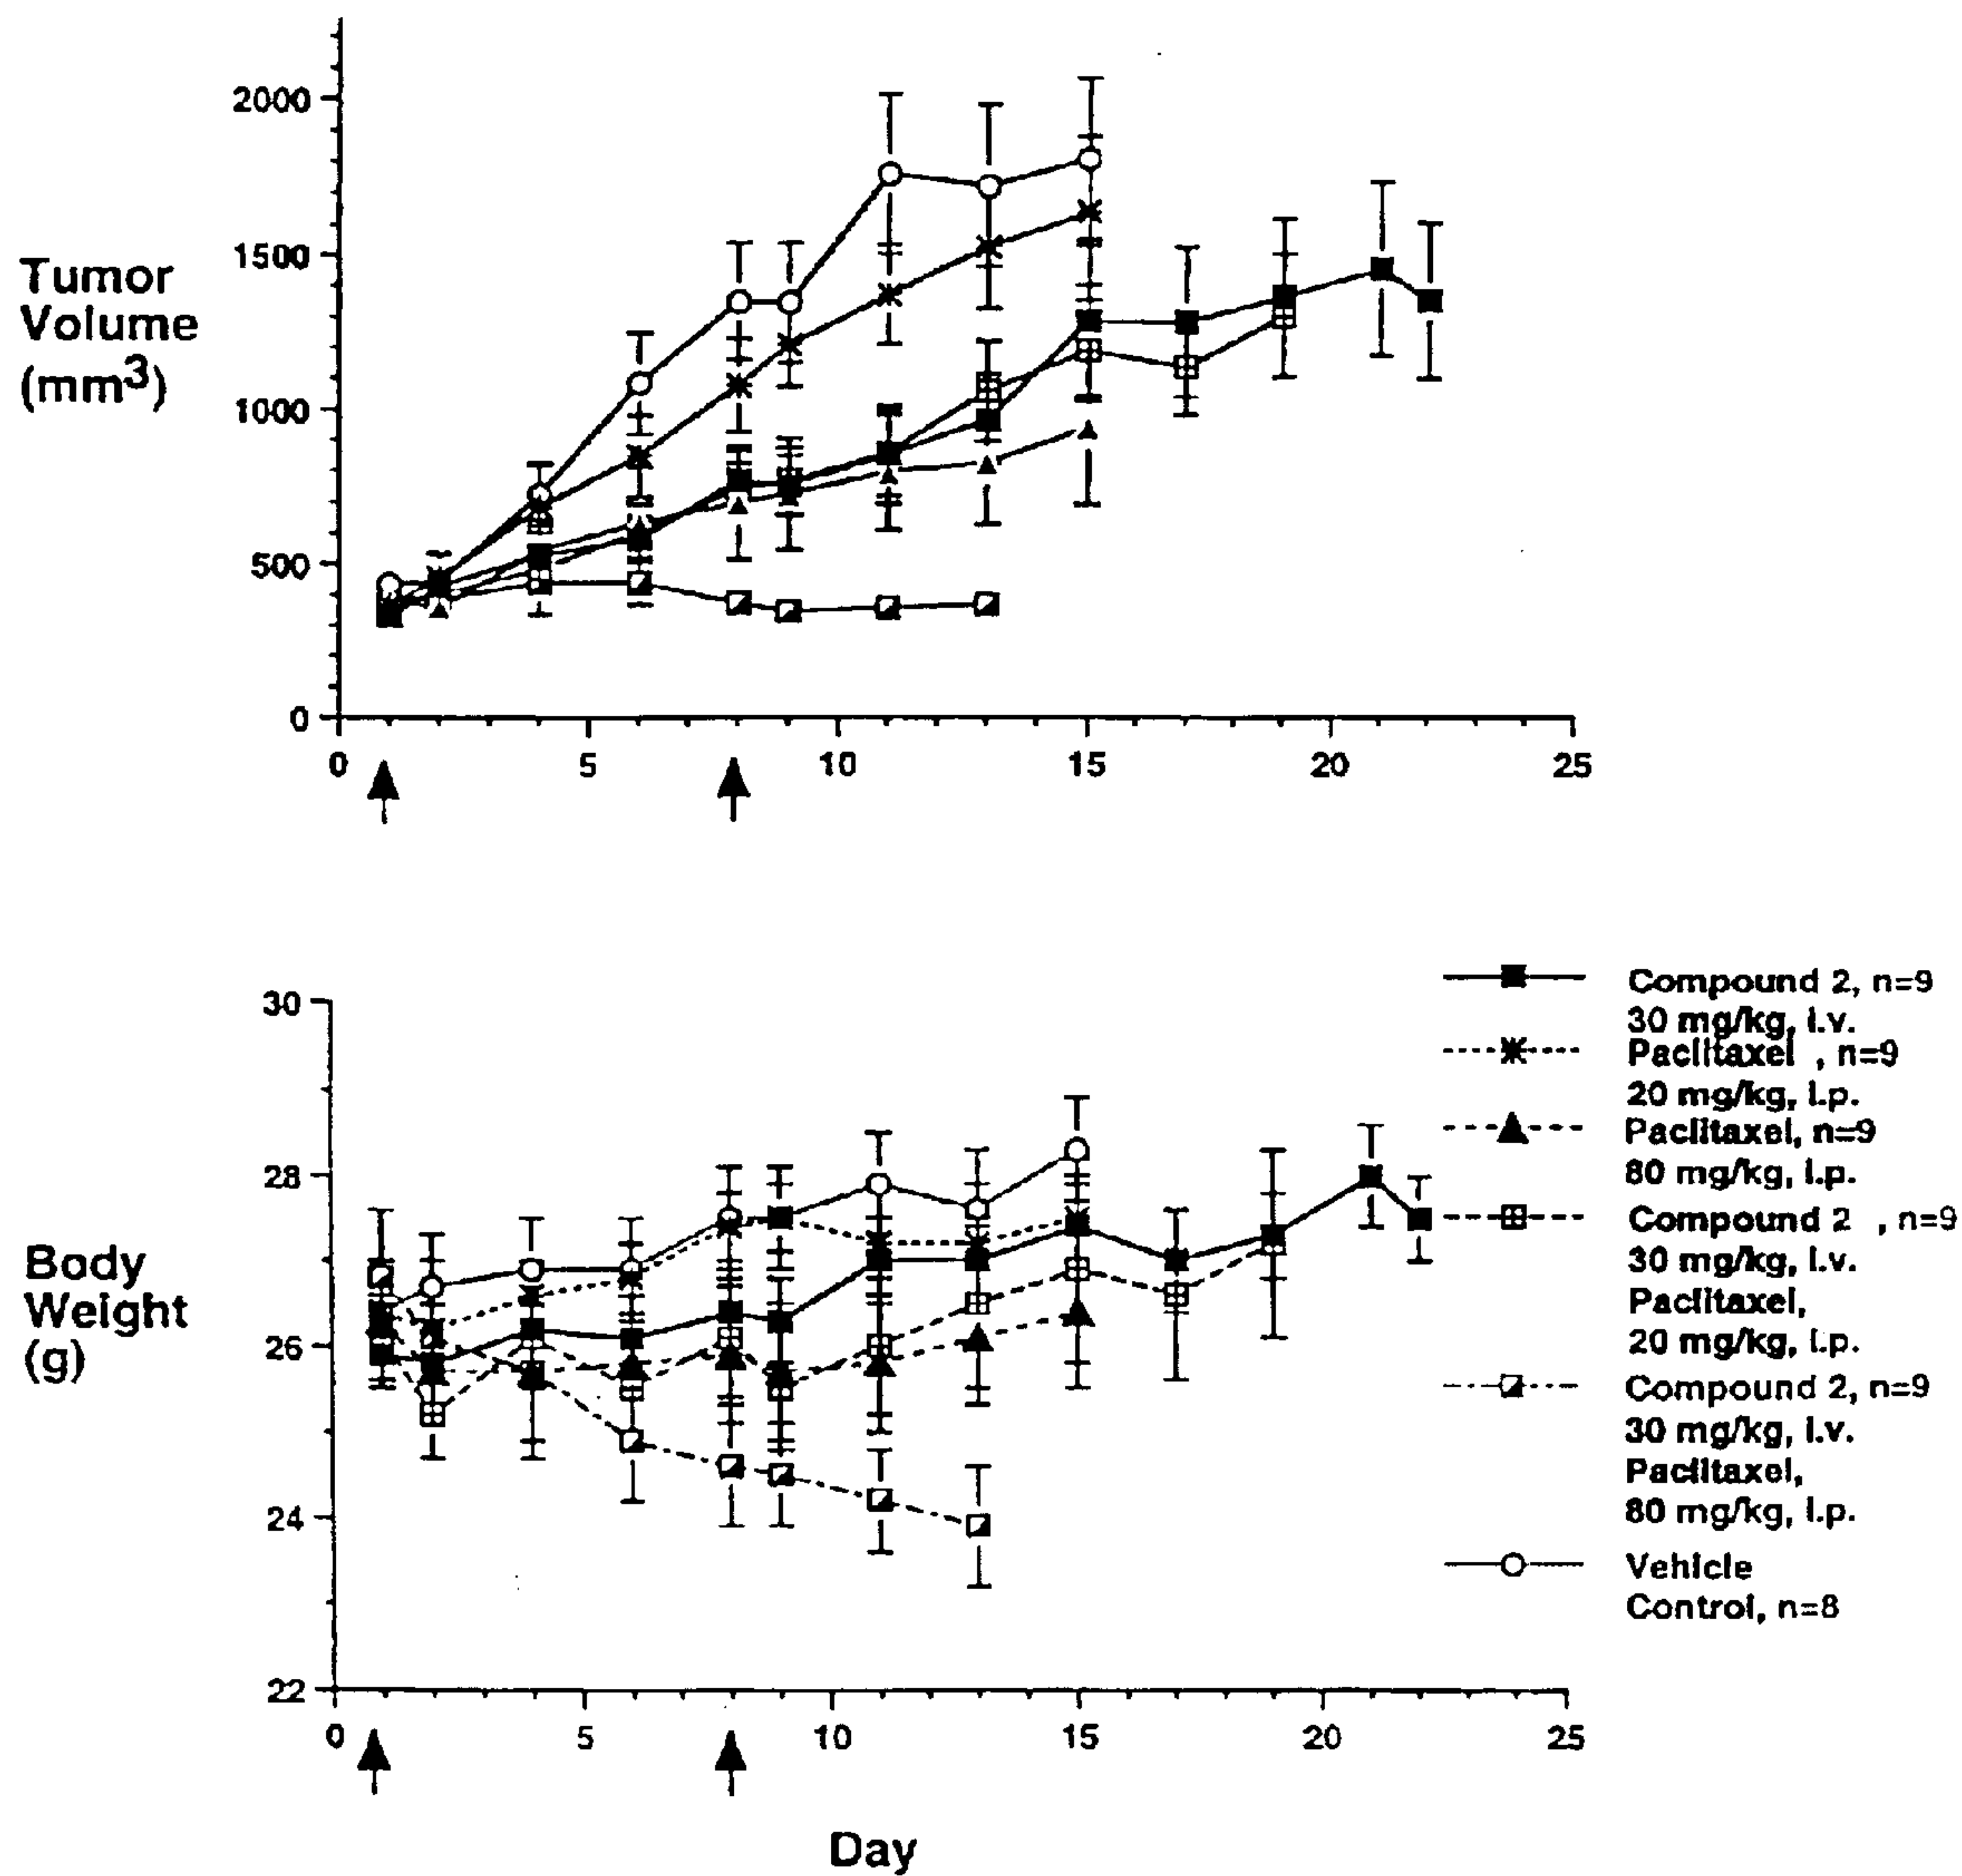 Tumor
Volume
(mm3)
2000
1500
1000
500
0
0 5 10 15 20 25
Body
Weight
(g)
30
28
26
24
22
0 5 10 15 20 25
Day
Compound 2, n=9
30 mg/kg, i.v.
Paclitaxel , n=9
20 mg/kg, i.p.
Paclitaxel, n=9
80 mg/kg, i.p.
Compound 2 , n=9
30 mg/kg, i.v.
Paclitaxel,
20 mg/kg, i.p.
Compound 2, n=9
30 mg/kg, i.v.
Paclitaxel,
80 mg/kg, i.p.
Vehicle
Control, n=8